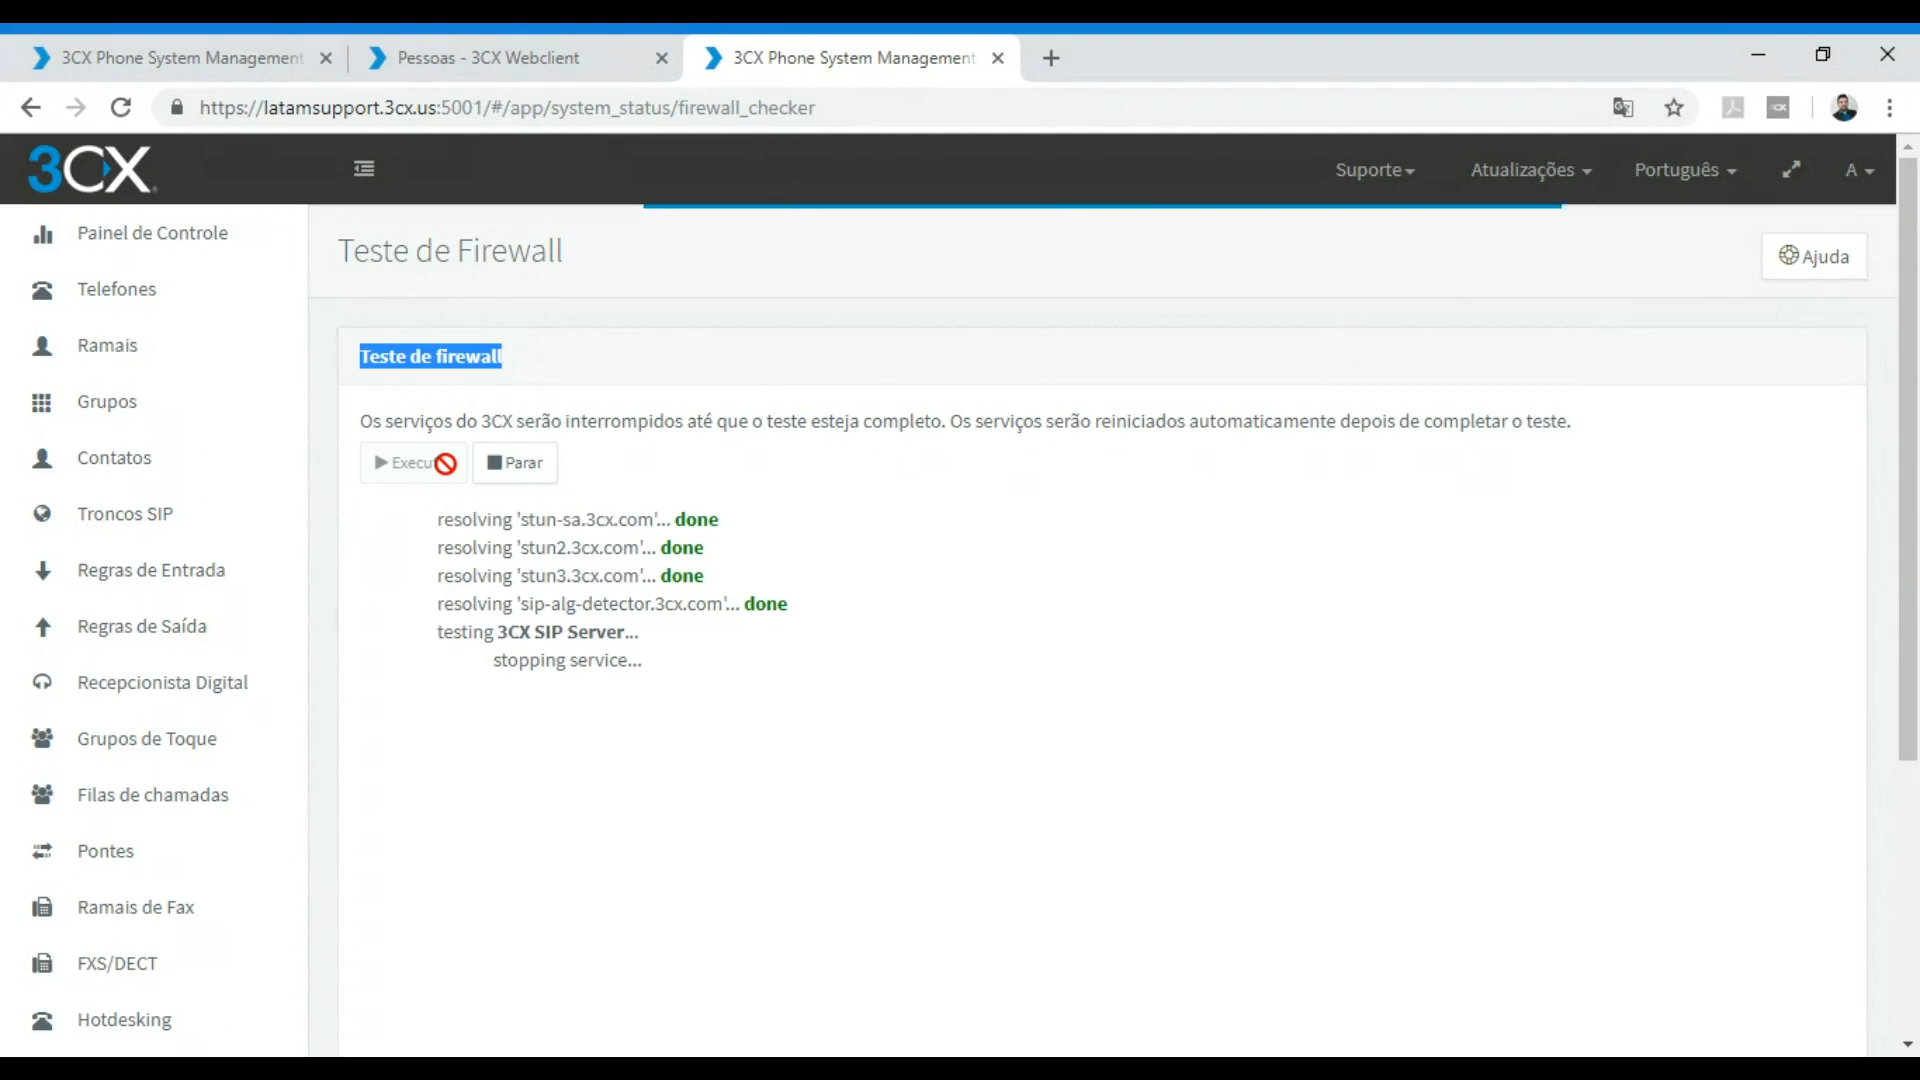 3CX Phone System Management
Pessoas - 3CX Webclient
3CX Phone System Management
https://latamsupport.3cx.us:5001/#/app/system_status/firewall_checker
3CX
Suporte
Atualizações
Português
A
Painel de Controle
Telefones
Ramais
Grupos
Contatos
Troncos SIP
Regras de Entrada
Regras de Saída
Recepcionista Digital
Grupos de Toque
Filas de chamadas
Pontes
Ramais de Fax
FXS/DECT
Hotdesking
Teste de Firewall
Ajuda
Teste de firewall
Os serviços do 3CX serão interrompidos até que o teste esteja completo. Os serviços serão reiniciados automaticamente depois de completar o teste.
Execu
Parar
resolving 'stun-sa.3cx.com'... done
resolving 'stun2.3cx.com'... done
resolving 'stun3.3cx.com'... done
resolving 'sip-alg-detector.3cx.com'... done
testing 3CX SIP Server...
stopping service...